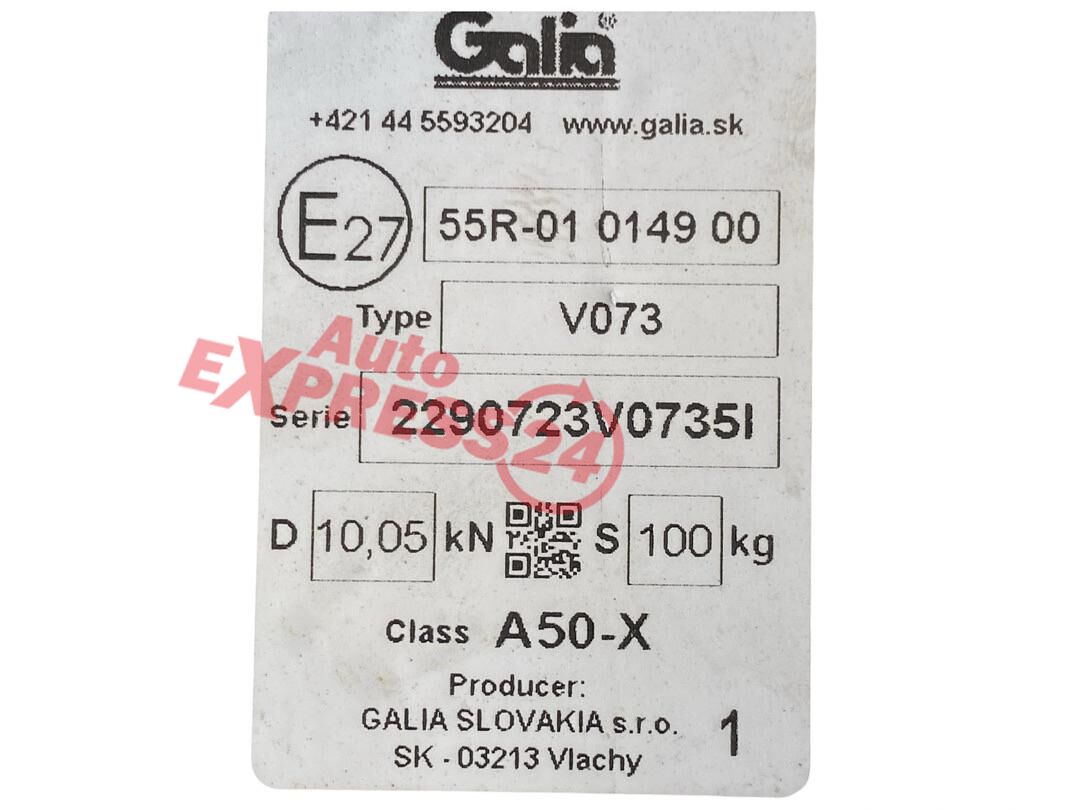 Galia®
+421 44 5593204 www.galia.sk
E27 55R-01 0149 00
Type V073
Auto
EXPRESS24
Serie 2290723V0735I
D 10,05 kN S 100 kg
Class A50-X
Producer:
GALIA SLOVAKIA s.r.o. 1
SK - 03213 Vlachy